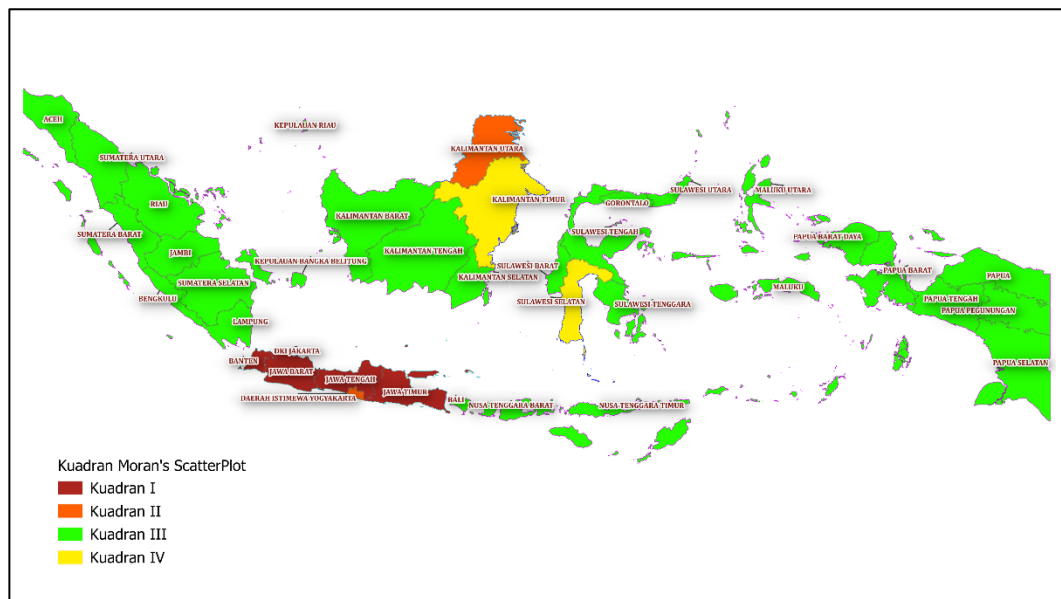 ACEH
KEPULAUAN RIAU
SUMATERA UTARA
KALIMANTAN UTARA
RIAU
KALIMANTAN TIMUR
SULAWESI UTARA
MALUKU UTARA
GORONTALO
KALIMANTAN BARAT
SUMATERA BARAT
SULAWESI TENGAH
PAPUA BARAT DAYA
JAMBI
KALIMANTAN TENGAH
KEPULAUAN BANGKA BELITUNG
SULAWESI BARAT
PAPUA BARAT
PAPUA
SUMATERA SELATAN
KALIMANTAN SELATAN
MALUKU
BENGKULU
SULAWESI SELATAN
SULAWESI TENGGARA
PAPUA TENGAH
PAPUA PEGUNUNGAN
LAMPUNG
DKI JAKARTA
BANTEN
PAPUA SELATAN
JAWA BARAT
JAWA TENGAH
JAWA TIMUR
DAERAH ISTIMEWA YOGYAKARTA
BALI
NUSA TENGGARA BARAT
NUSA TENGGARA TIMUR
Kuadran Moran's ScatterPlot
Kuadran I
Kuadran II
Kuadran III
Kuadran IV